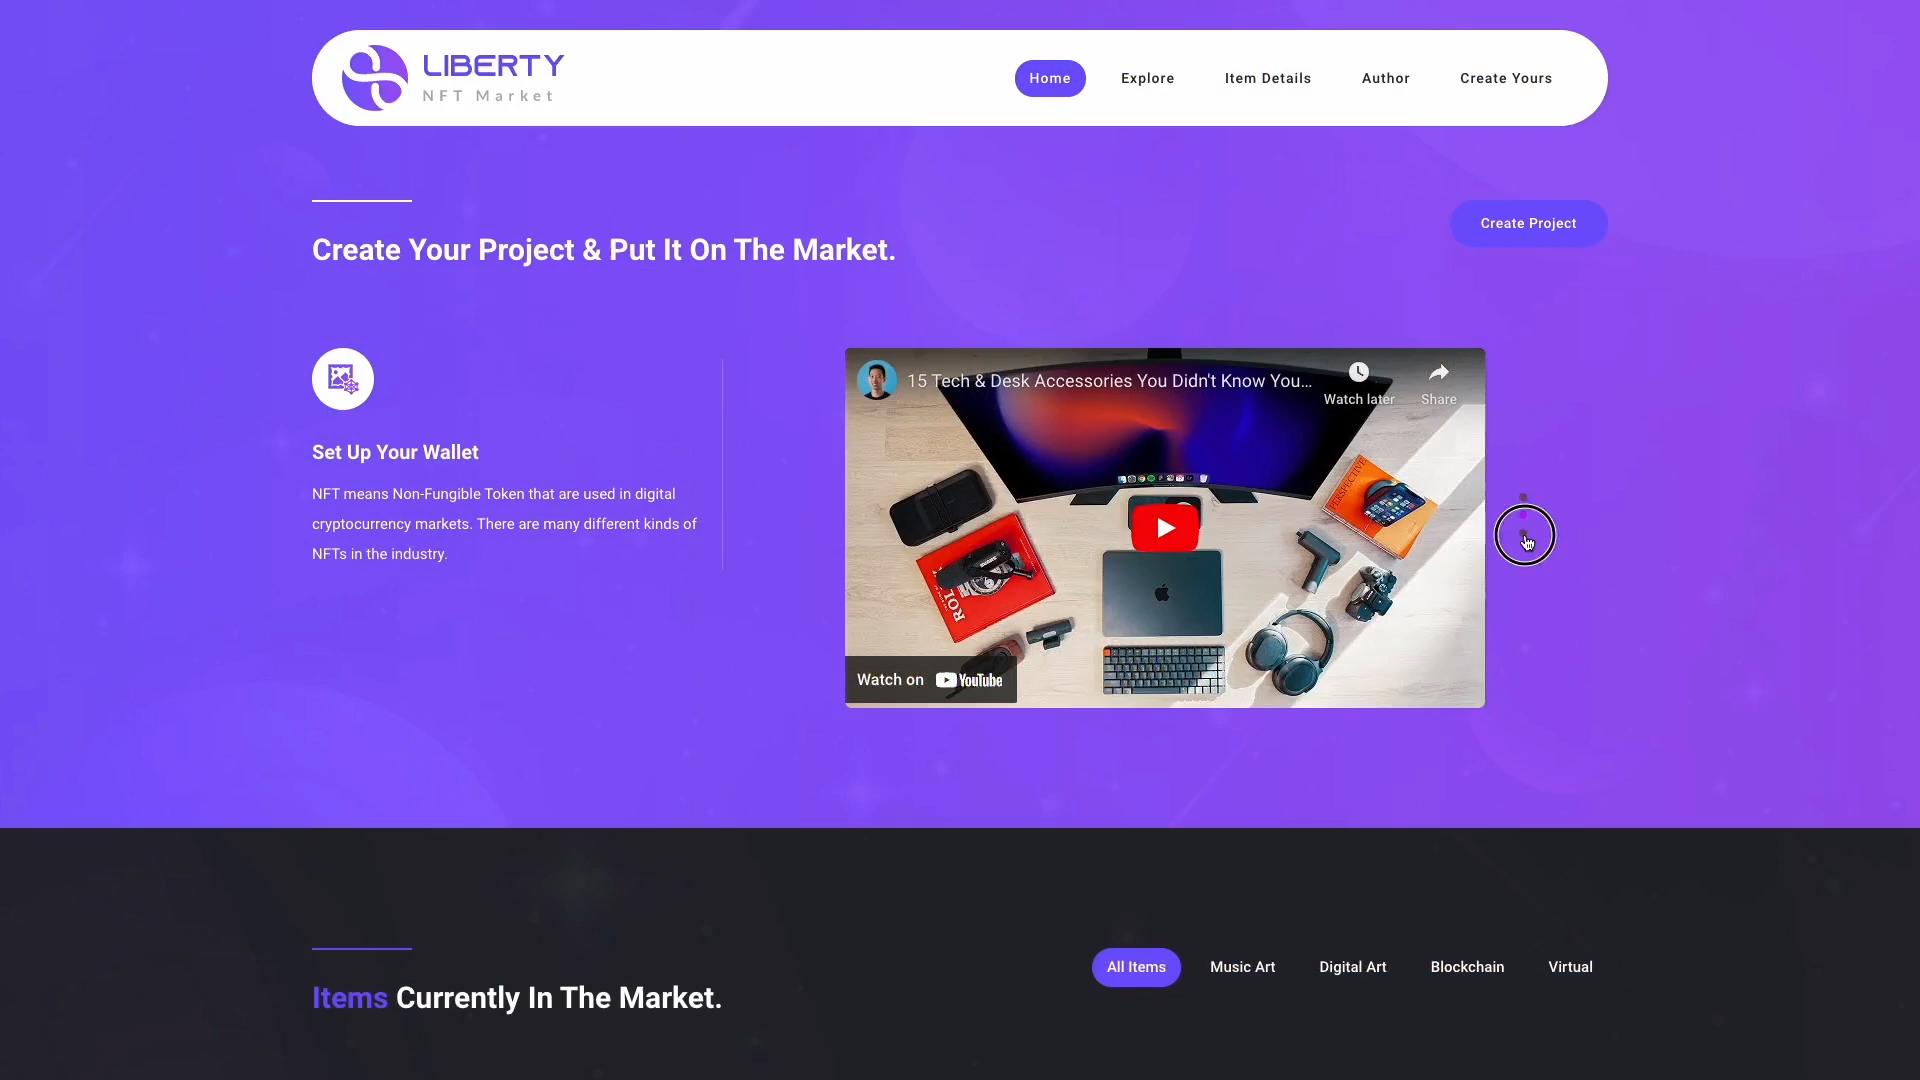 LIBERTY
NFT Market
Home
Explore
Item Details
Author
Create Yours
Create Your Project & Put It On The Market.
Create Project
15 Tech & Desk Accessories You Didn't Know You...
Watch later
Share
PERSPECTIVE
ROL
Set Up Your Wallet
NFT means Non-Fungible Token that are used in digital
cryptocurrency markets. There are many different kinds of
NFTs in the industry.
Watch on YouTube
Items Currently In The Market.
All Items
Music Art
Digital Art
Blockchain
Virtual